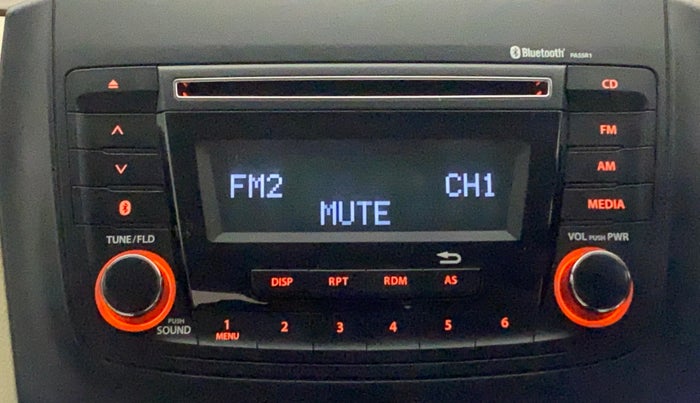 Bluetooth PA5SR1
CD
FM
AM
MEDIA
FM2 CH1
MUTE
TUNE/FLD
VOL PUSH PWR
DISP RPT RDM AS
PUSH SOUND
1 2 3 4 5 6
MENU